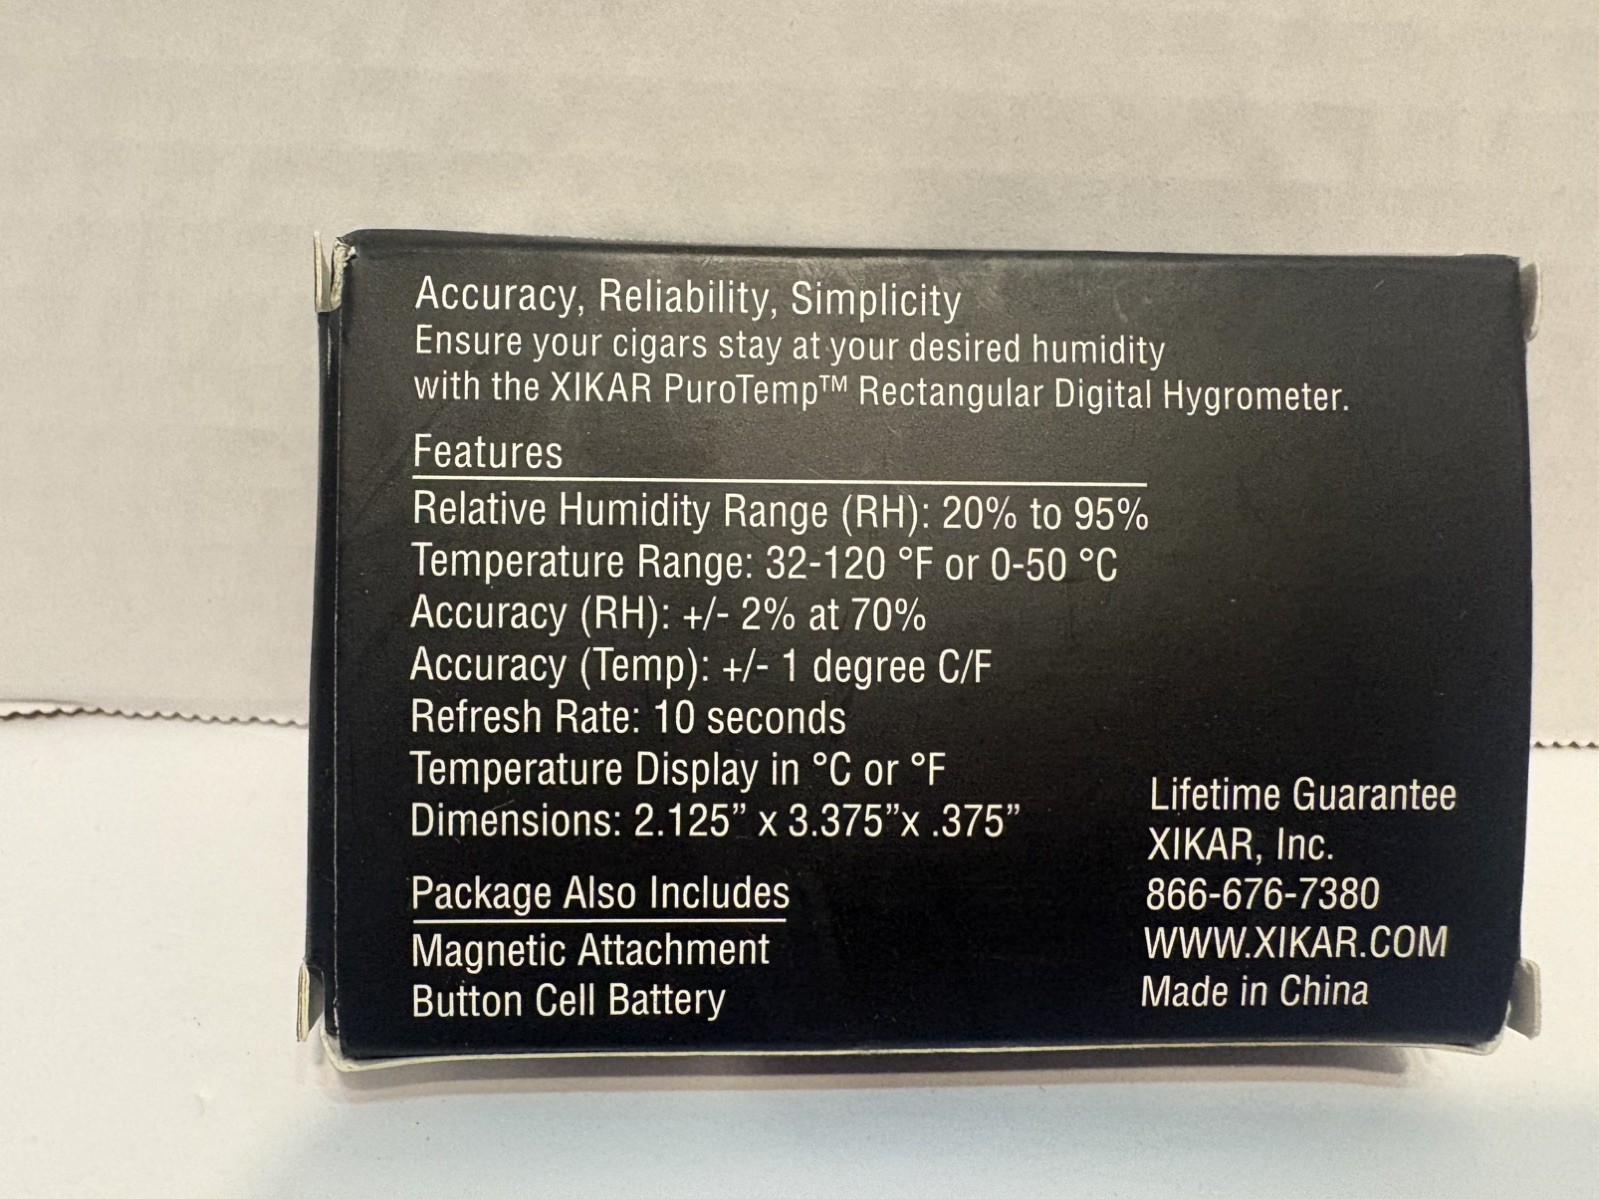 Accuracy, Reliability, Simplicity
Ensure your cigars stay at your desired humidity
with the XIKAR PuroTemp™ Rectangular Digital Hygrometer.
Features
Relative Humidity Range (RH): 20% to 95%
Temperature Range: 32-120 °F or 0-50 °C
Accuracy (RH): +/- 2% at 70%
Accuracy (Temp): +/- 1 degree C/F
Refresh Rate: 10 seconds
Temperature Display in °C or °F
Dimensions: 2.125” x 3.375”x .375”
Package Also Includes
Magnetic Attachment
Button Cell Battery
Lifetime Guarantee
XIKAR, Inc.
866-676-7380
WWW.XIKAR.COM
Made in China